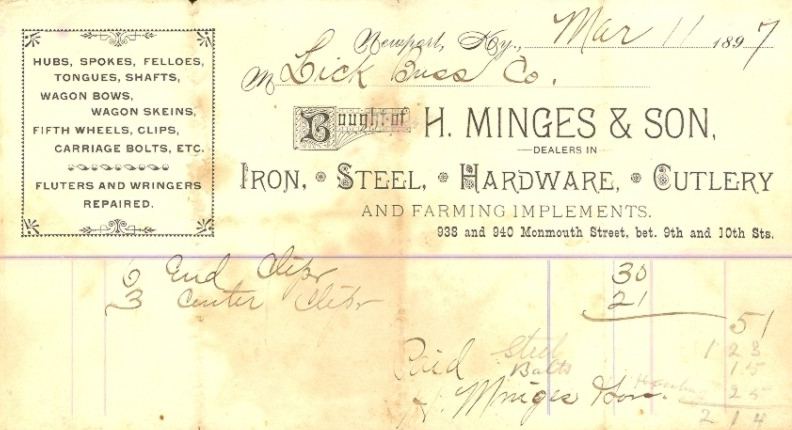 Newport, Ky., Mar 11 1897
M Lick Buss Co.
Bought of H. MINGES & SON,
DEALERS IN
IRON, STEEL, HARDWARE, CUTLERY
AND FARMING IMPLEMENTS.
938 and 940 Monmouth Street, bet. 9th and 10th Sts.
HUBS, SPOKES, FELLOES,
TONGUES, SHAFTS,
WAGON BOWS,
WAGON SKEINS,
FIFTH WHEELS, CLIPS,
CARRIAGE BOLTS, ETC.
FLUTERS AND WRINGERS
REPAIRED.
6 End Clips 30
3 Center Clips 21
51
Paid Steel 1 23
Bolts 15
H. Minges & Son. 25
2 14